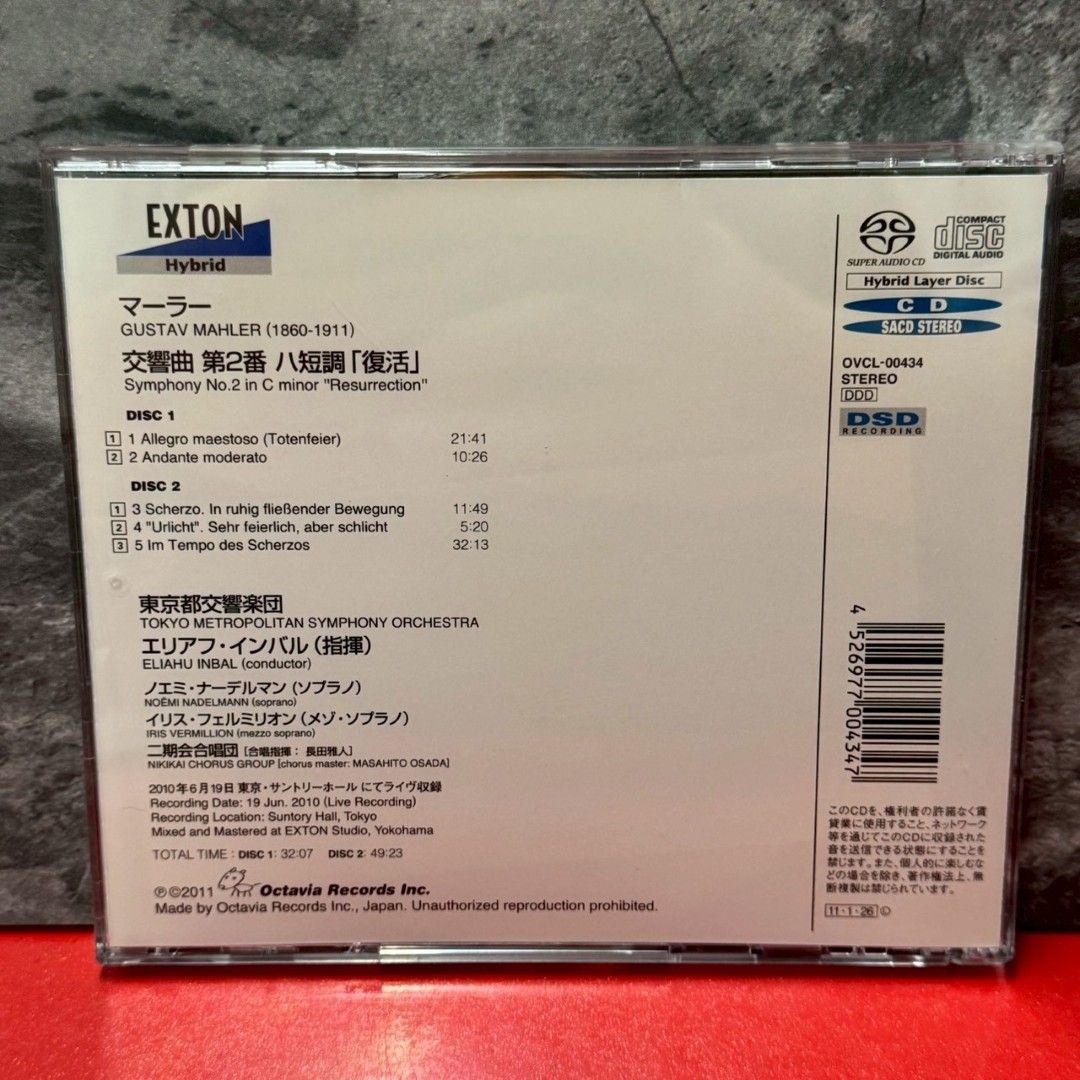 EXTON
Hybrid
マーラー
GUSTAV MAHLER (1860-1911)
交響曲 第2番 ハ短調「復活」
Symphony No.2 in C minor "Resurrection"
DISC 1
1 1 Allegro maestoso (Totenfeier) 21:41
2 2 Andante moderato 10:26
DISC 2
1 3 Scherzo. In ruhig fließender Bewegung 11:49
2 4 "Urlicht". Sehr feierlich, aber schlicht 5:20
3 5 Im Tempo des Scherzos 32:13
東京都交響楽団
TOKYO METROPOLITAN SYMPHONY ORCHESTRA
エリアフ・インバル（指揮）
ELIAHU INBAL (conductor)
ノエミ・ナーデルマン（ソプラノ）
NOËMI NADELMANN (soprano)
イリス・フェルミリオン（メゾ・ソプラノ）
IRIS VERMILLION (mezzo soprano)
二期会合唱団［合唱指揮：長田雅人］
NIKIKAI CHORUS GROUP [chorus master: MASAHITO OSADA]
2010年6月19日 東京・サントリーホール にてライヴ収録
Recording Date: 19 Jun. 2010 (Live Recording)
Recording Location: Suntory Hall, Tokyo
Mixed and Mastered at EXTON Studio, Yokohama
TOTAL TIME : DISC 1: 32:07 DISC 2: 49:23
℗©2011 Octavia Records Inc.
Made by Octavia Records Inc., Japan. Unauthorized reproduction prohibited.
SUPER AUDIO CD
COMPACT
disc
DIGITAL AUDIO
Hybrid Layer Disc
CD
SACD STEREO
OVCL-00434
STEREO
DDD
DSD
RECORDING
4 526977 004347
このCDを、権利者の許諾なく賃
貸業に使用すること、ネットワーク
等を通じてこのCDに収録された
音を送信できる状態にすることを
禁じます。また、個人的に楽しむな
どの場合を除き、著作権法上、無
断複製は禁じられています。
11・1・26 Ⓛ